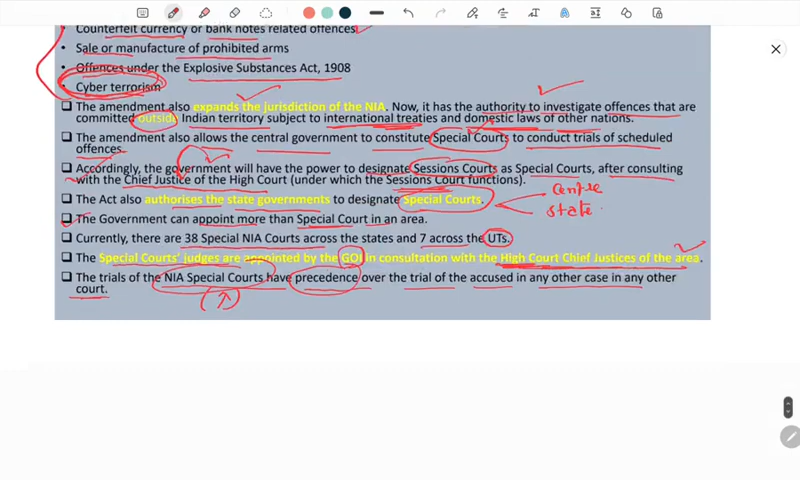 • Counterfeit currency or bank notes related offences
• Sale or manufacture of prohibited arms
• Offences under the Explosive Substances Act, 1908
• Cyber terrorism
❑ The amendment also expands the jurisdiction of the NIA. Now, it has the authority to investigate offences that are
committed outside Indian territory subject to international treaties and domestic laws of other nations.
❑ The amendment also allows the central government to constitute Special Courts to conduct trials of scheduled
offences.
❑ Accordingly, the government will have the power to designate Sessions Courts as Special Courts, after consulting
with the Chief Justice of the High Court (under which the Sessions Court functions).
❑ The Act also authorises the state governments to designate Special Courts.
centre
state
❑ The Government can appoint more than Special Court in an area.
❑ Currently, there are 38 Special NIA Courts across the states and 7 across the UTs.
❑ The Special Courts' judges are appointed by the GOI in consultation with the High Court Chief Justices of the area.
❑ The trials of the NIA Special Courts have precedence over the trial of the accused in any other case in any other
court.